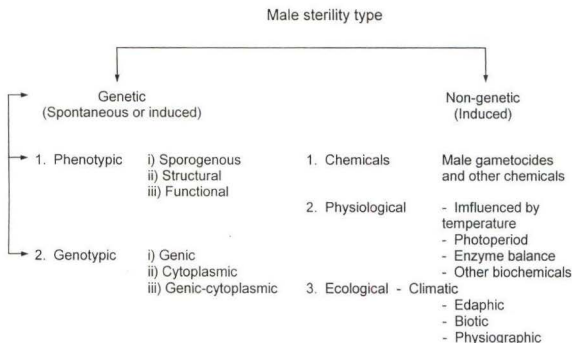 Male sterility type
Genetic
(Spontaneous or induced)
1. Phenotypic
i) Sporogenous
ii) Structural
iii) Functional
2. Genotypic
i) Genic
ii) Cytoplasmic
iii) Genic-cytoplasmic
Non-genetic
(Induced)
1. Chemicals
Male gametocides
and other chemicals
2. Physiological
- Imfluenced by
temperature
- Photoperiod
- Enzyme balance
- Other biochemicals
3. Ecological - Climatic
- Edaphic
- Biotic
- Physiographic